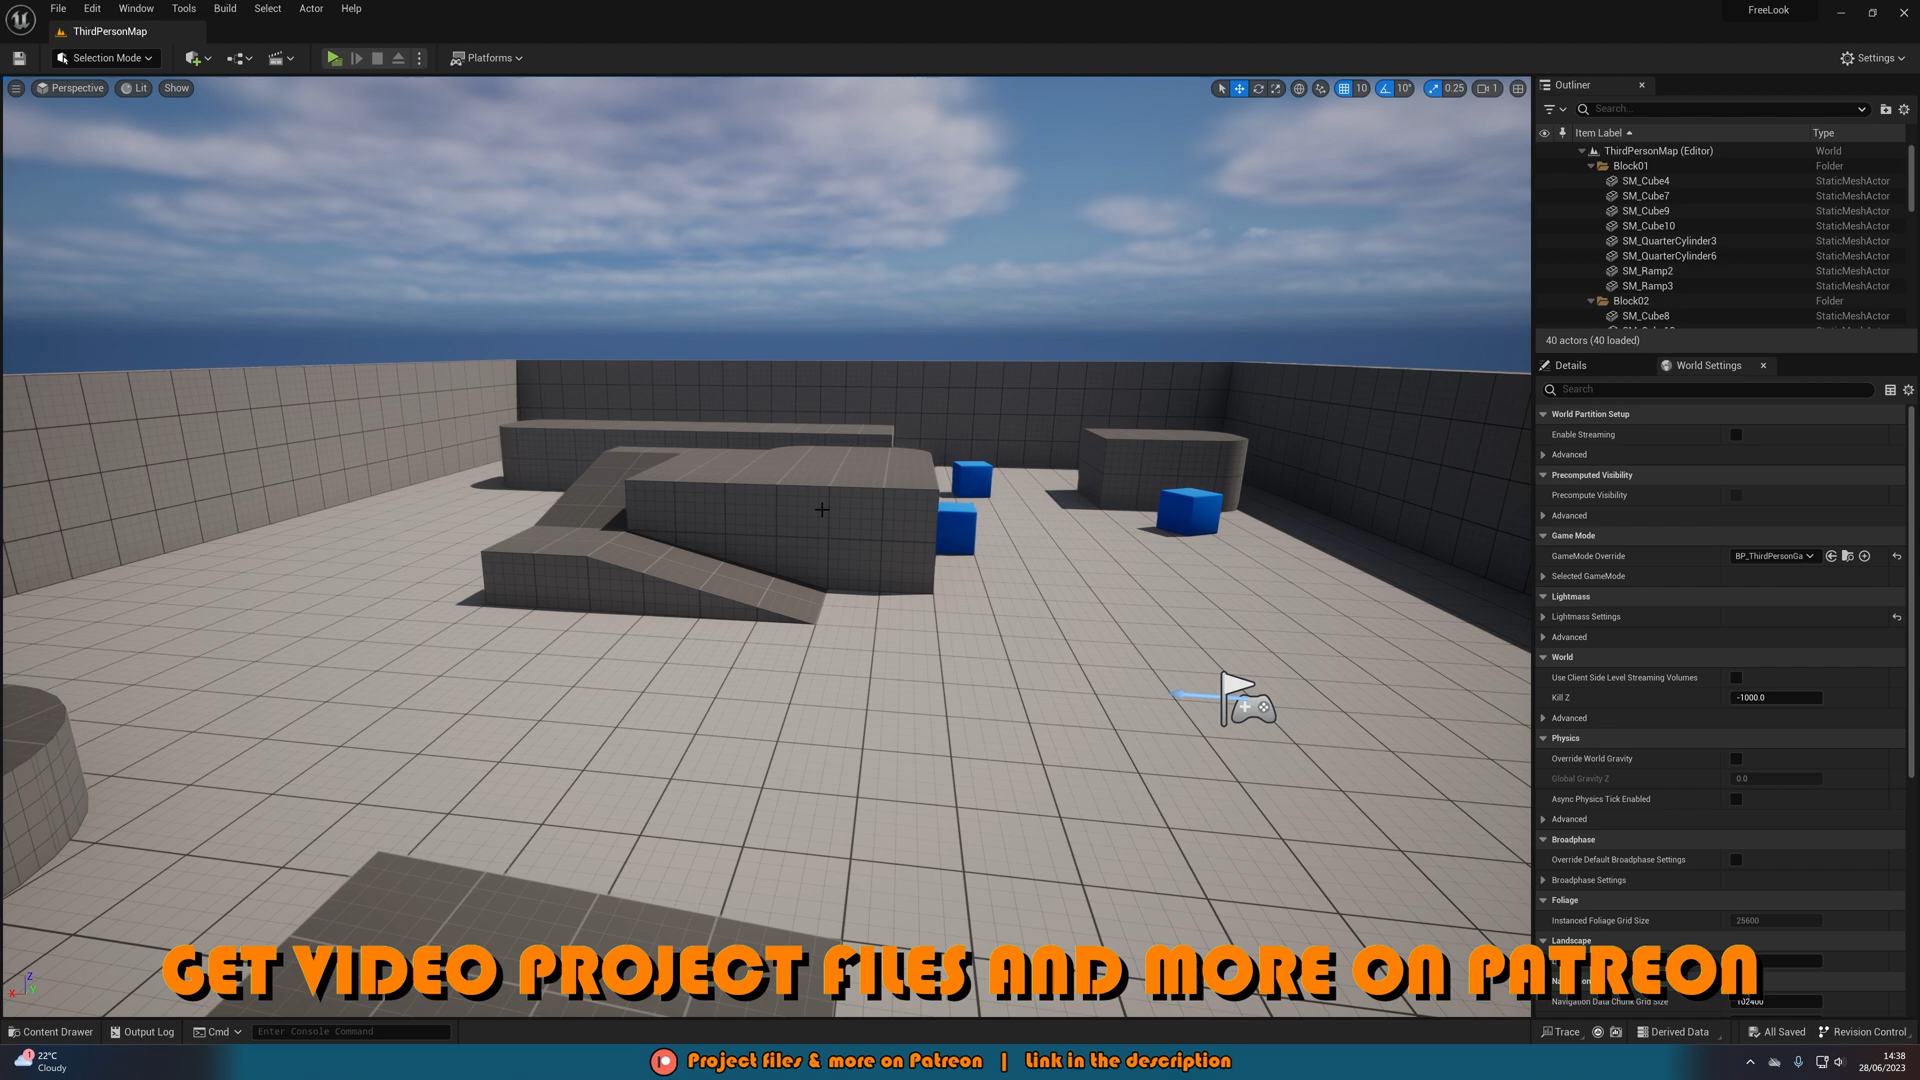 File Edit Window Tools Build Select Actor Help
FreeLook
ThirdPersonMap
Selection Mode
Platforms
Settings
Perspective Lit Show
10 10° 0.25 1
Outliner
Search...
Item Label Type
ThirdPersonMap (Editor) World
Block01 Folder
SM_Cube4 StaticMeshActor
SM_Cube7 StaticMeshActor
SM_Cube9 StaticMeshActor
SM_Cube10 StaticMeshActor
SM_QuarterCylinder3 StaticMeshActor
SM_QuarterCylinder6 StaticMeshActor
SM_Ramp2 StaticMeshActor
SM_Ramp3 StaticMeshActor
Block02 Folder
SM_Cube8 StaticMeshActor
40 actors (40 loaded)
Details World Settings
Search
World Partition Setup
Enable Streaming
Advanced
Precomputed Visibility
Precompute Visibility
Advanced
Game Mode
GameMode Override BP_ThirdPersonGa
Selected GameMode
Lightmass
Lightmass Settings
Advanced
World
Use Client Side Level Streaming Volumes
Kill Z -1000.0
Advanced
Physics
Override World Gravity
Global Gravity Z 0.0
Async Physics Tick Enabled
Advanced
Broadphase
Override Default Broadphase Settings
Broadphase Settings
Foliage
Instanced Foliage Grid Size 25600
Landscape
GET VIDEO PROJECT FILES AND MORE ON PATREON
Navigation Data Chunk Grid Size 102400
Z
X Y
Content Drawer Output Log Cmd Enter Console Command
Trace Derived Data All Saved Revision Control
1 22°C
Cloudy
Project files & more on Patreon | Link in the description
14:38
28/06/2023